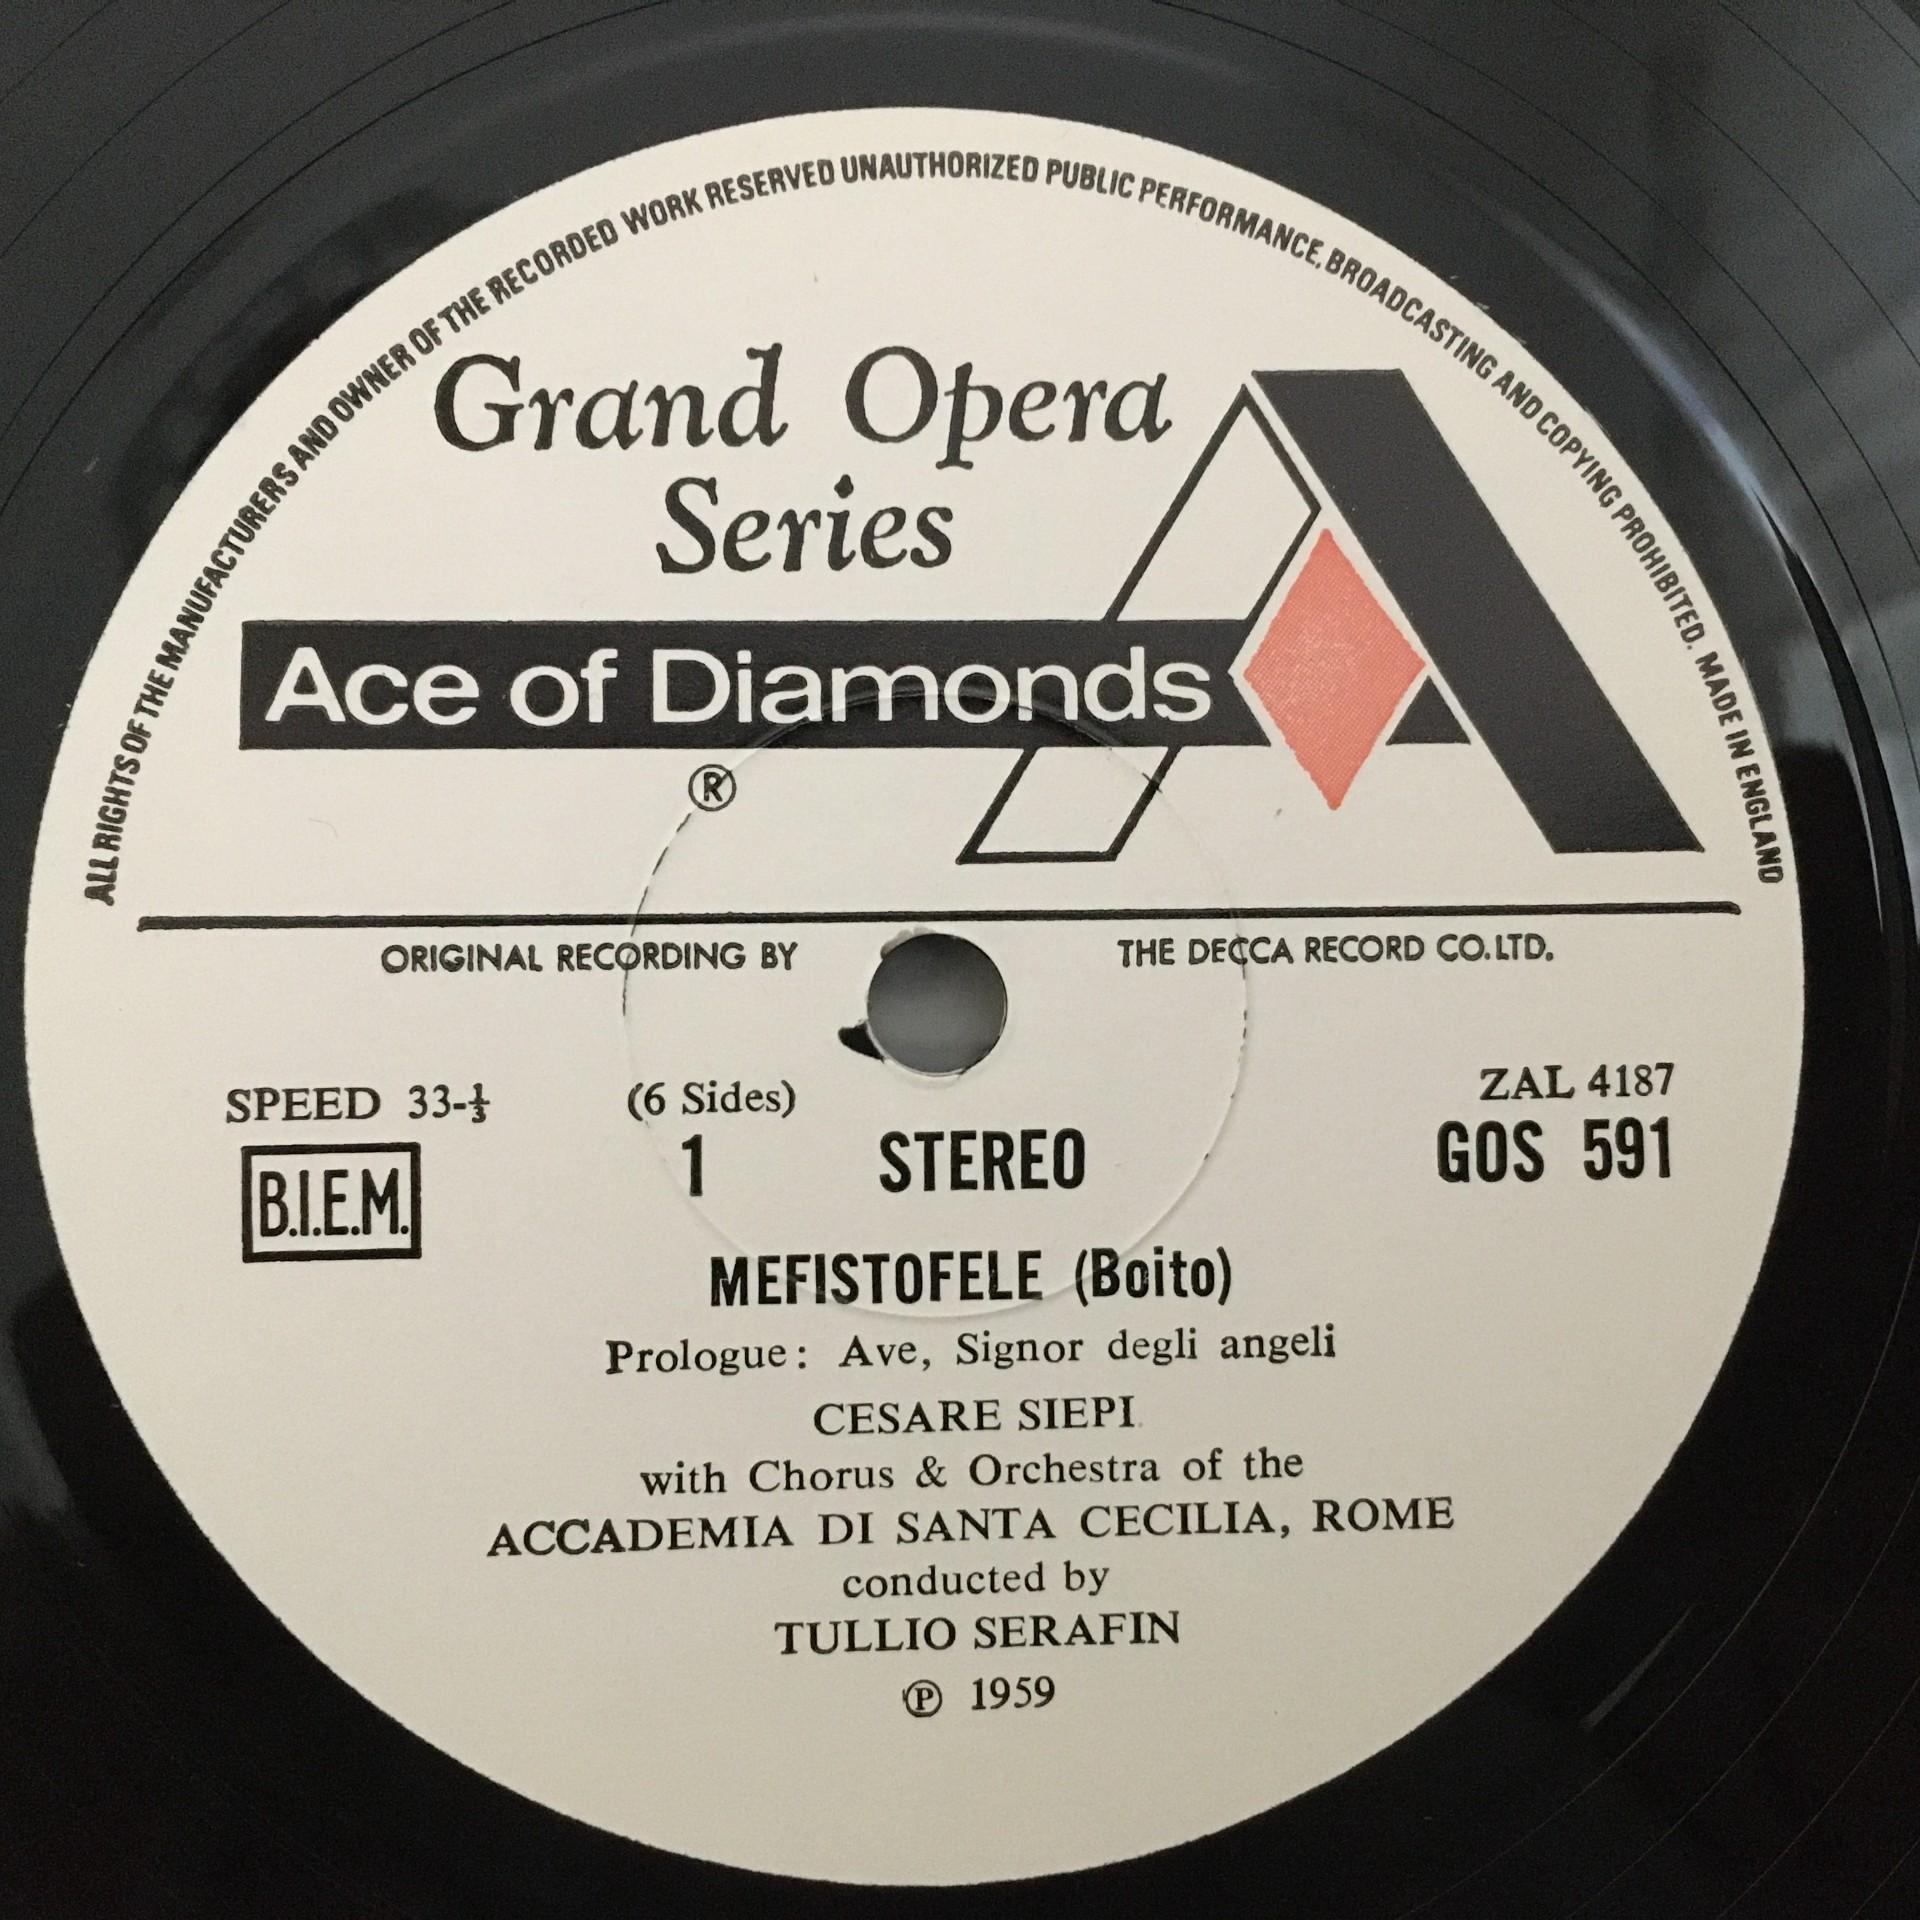 ALL RIGHTS OF THE MANUFACTURERS AND OWNER OF THE RECORDED WORK RESERVED UNAUTHORIZED PUBLIC PERFORMANCE, BROADCASTING AND COPYING PROHIBITED. MADE IN ENGLAND
Grand Opera
Series
Ace of Diamonds
®
ORIGINAL RECORDING BY THE DECCA RECORD CO. LTD.
SPEED 33-⅓ (6 Sides) ZAL 4187
B.I.E.M. 1 STEREO GOS 591
MEFISTOFELE (Boito)
Prologue: Ave, Signor degli angeli
CESARE SIEPI
with Chorus & Orchestra of the
ACCADEMIA DI SANTA CECILIA, ROME
conducted by
TULLIO SERAFIN
℗ 1959